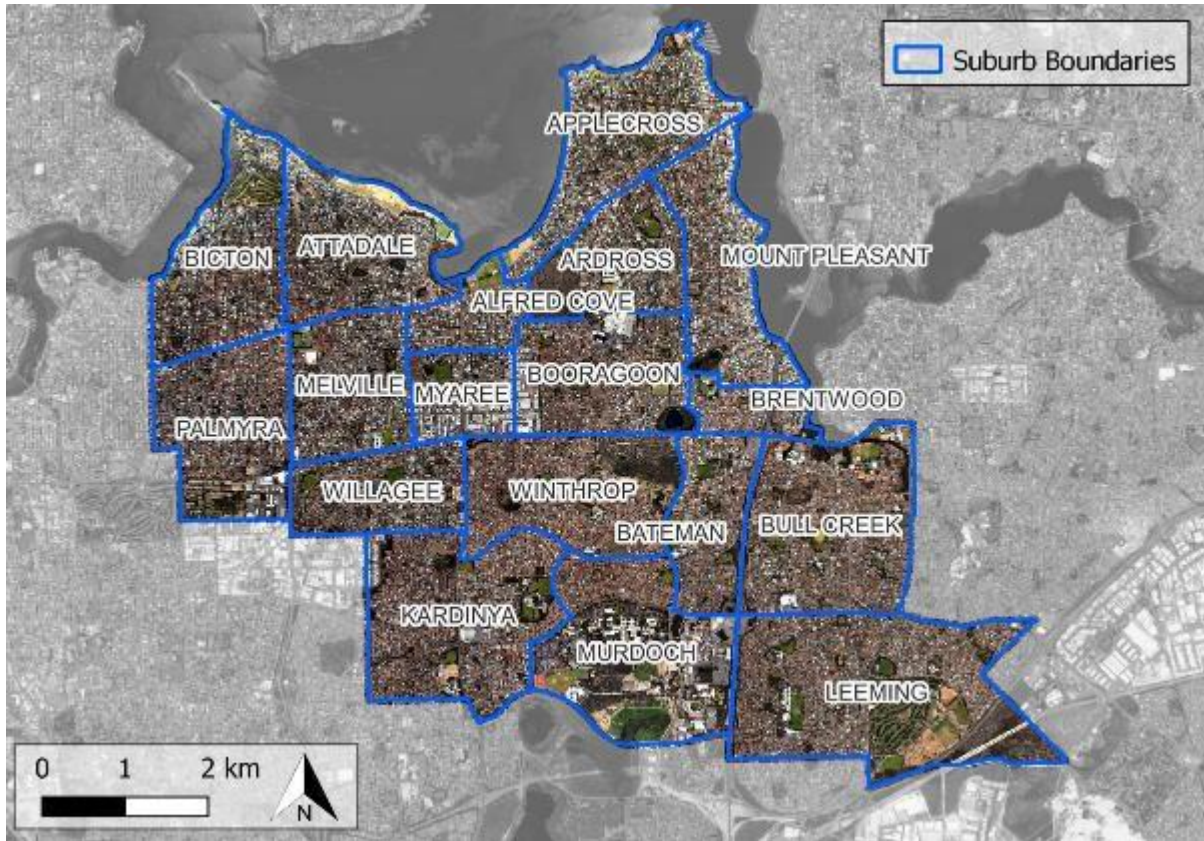 Suburb Boundaries
APPLECROSS
BICTON
ATTADALE
ARDROSS
MOUNT PLEASANT
ALFRED COVE
MELVILLE
MYAREE
BOORAGOON
BRENTWOOD
PALMYRA
WILLAGEE
WINTHROP
BATEMAN
BULL CREEK
KARDINYA
MURDOCH
LEEMING
0 1 2 km
N